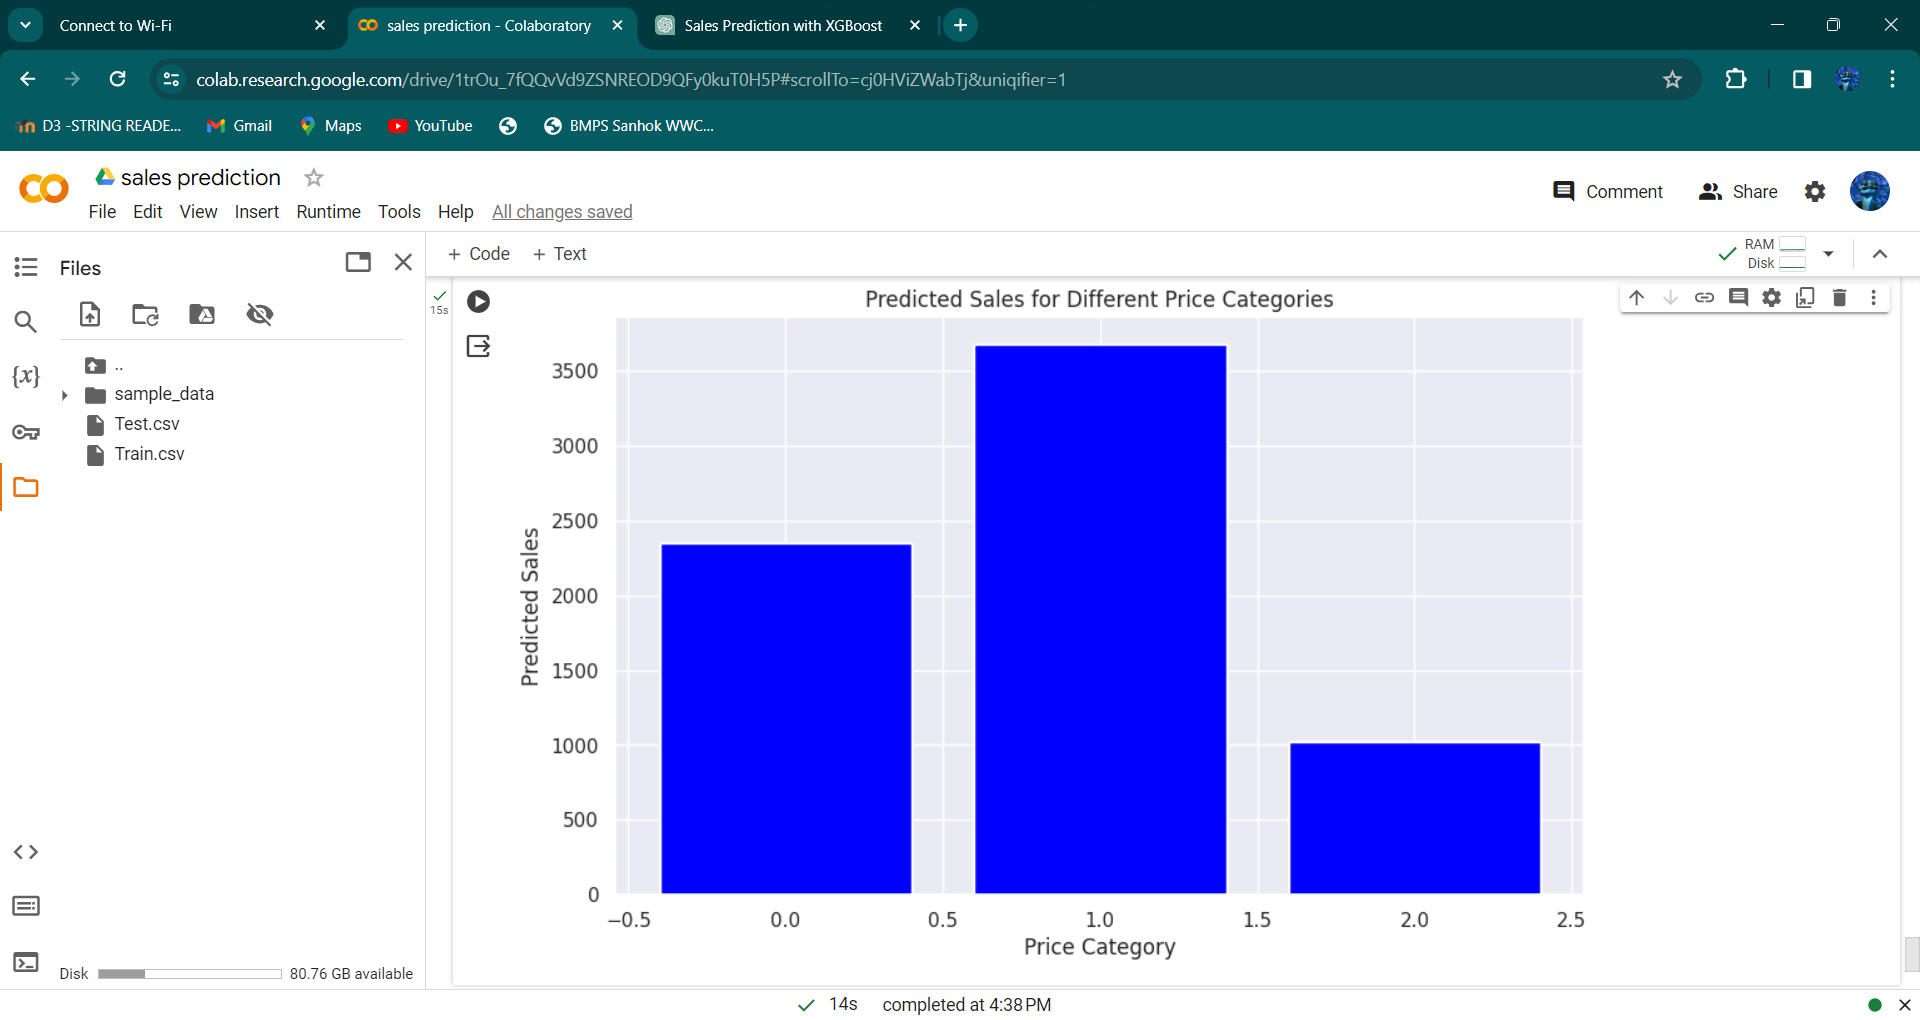 Connect to Wi-Fi
sales prediction - Colaboratory
Sales Prediction with XGBoost
colab.research.google.com/drive/1trOu_7fQQvVd9ZSNREOD9QFy0kuT0H5P#scrollTo=cj0HViZWabTj&uniqifier=1
D3 -STRING READE...
Gmail
Maps
YouTube
BMPS Sanhok WWC...
CO
sales prediction
File Edit View Insert Runtime Tools Help All changes saved
Comment
Share
Files
+ Code + Text
RAM
Disk
..
sample_data
Test.csv
Train.csv
{x}
Disk
80.76 GB available
15s
Predicted Sales for Different Price Categories
Predicted Sales
3500
3000
2500
2000
1500
1000
500
0
−0.5 0.0 0.5 1.0 1.5 2.0 2.5
Price Category
14s completed at 4:38 PM